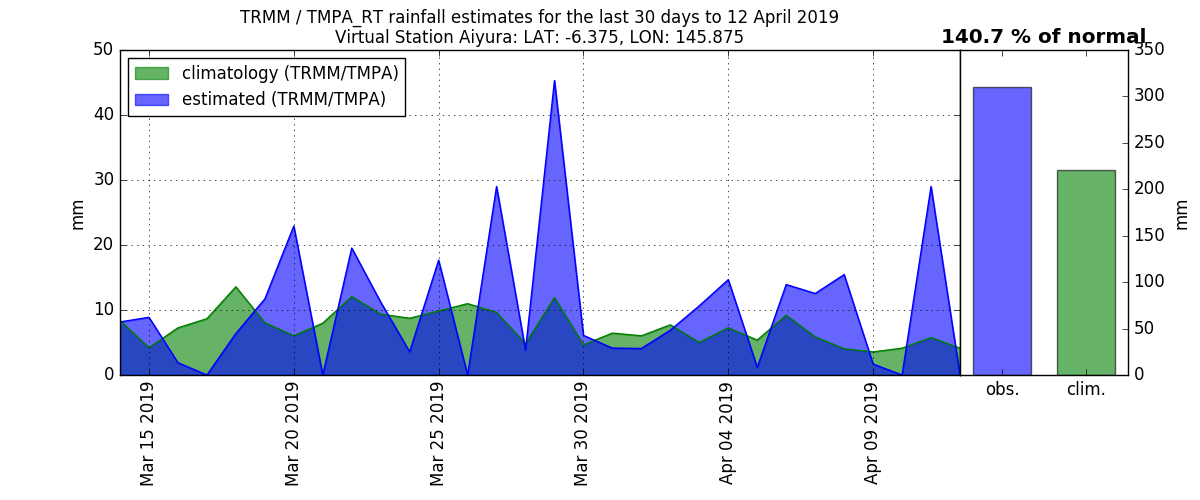 TRMM / TMPA_RT rainfall estimates for the last 30 days to 12 April 2019
Virtual Station Aiyura: LAT: -6.375, LON: 145.875
140.7 % of normal
climatology (TRMM/TMPA)
estimated (TRMM/TMPA)
50
40
30
20
10
0
mm
Mar 15 2019
Mar 20 2019
Mar 25 2019
Mar 30 2019
Apr 04 2019
Apr 09 2019
obs.
clim.
350
300
250
200
150
100
50
0
mm